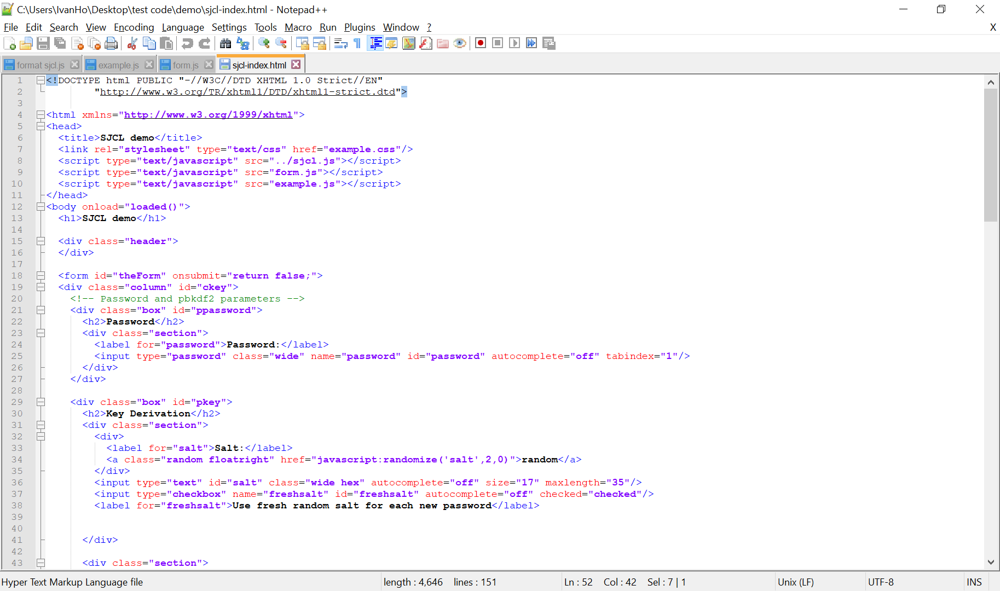 C:\Users\IvanHo\Desktop\test code\demo\sjcl-index.html - Notepad++
File Edit Search View Encoding Language Settings Tools Macro Run Plugins Window ? X
format sjcl.js example.js form.js sjcl-index.html
1 <!DOCTYPE html PUBLIC "-//W3C//DTD XHTML 1.0 Strict//EN"
2 "http://www.w3.org/TR/xhtml1/DTD/xhtml1-strict.dtd">
3
4 <html xmlns="http://www.w3.org/1999/xhtml">
5 <head>
6 <title>SJCL demo</title>
7 <link rel="stylesheet" type="text/css" href="example.css"/>
8 <script type="text/javascript" src="../sjcl.js"></script>
9 <script type="text/javascript" src="form.js"></script>
10 <script type="text/javascript" src="example.js"></script>
11 </head>
12 <body onload="loaded()">
13 <h1>SJCL demo</h1>
14
15 <div class="header">
16 </div>
17
18 <form id="theForm" onsubmit="return false;">
19 <div class="column" id="ckey">
20 <!-- Password and pbkdf2 parameters -->
21 <div class="box" id="ppassword">
22 <h2>Password</h2>
23 <div class="section">
24 <label for="password">Password:</label>
25 <input type="password" class="wide" name="password" id="password" autocomplete="off" tabindex="1"/>
26 </div>
27 </div>
28
29 <div class="box" id="pkey">
30 <h2>Key Derivation</h2>
31 <div class="section">
32 <div>
33 <label for="salt">Salt:</label>
34 <a class="random floatright" href="javascript:randomize('salt',2,0)">random</a>
35 </div>
36 <input type="text" id="salt" class="wide hex" autocomplete="off" size="17" maxlength="35"/>
37 <input type="checkbox" name="freshsalt" id="freshsalt" autocomplete="off" checked="checked"/>
38 <label for="freshsalt">Use fresh random salt for each new password</label>
39
40
41 </div>
42
43 <div class="section">
Hyper Text Markup Language file length : 4,646 lines : 151 Ln : 52 Col : 42 Sel : 7 | 1 Unix (LF) UTF-8 INS